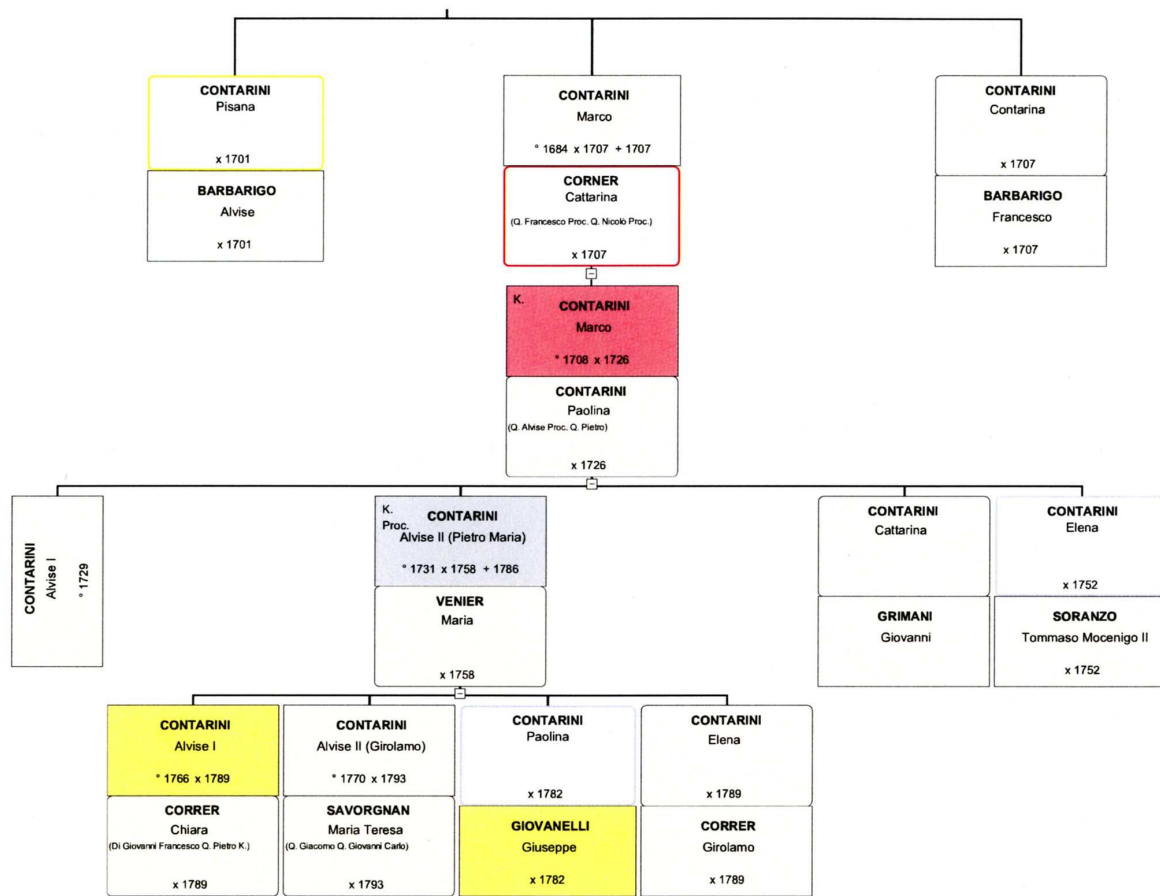 CONTARINI
Pisana
x 1701
BARBARIGO
Alvise
x 1701
CONTARINI
Marco
° 1684 x 1707 + 1707
CORNER
Cattarina
(Q. Francesco Proc. Q. Nicolò Proc.)
x 1707
CONTARINI
Contarina
x 1707
BARBARIGO
Francesco
x 1707
K.
CONTARINI
Marco
° 1708 x 1726
CONTARINI
Paolina
(Q. Alvise Proc. Q. Pietro)
x 1726
CONTARINI
Alvise I
° 1729
K.
Proc.
CONTARINI
Alvise II (Pietro Maria)
° 1731 x 1758 + 1786
VENIER
Maria
x 1758
CONTARINI
Cattarina
GRIMANI
Giovanni
CONTARINI
Elena
x 1752
SORANZO
Tommaso Mocenigo II
x 1752
CONTARINI
Alvise I
° 1766 x 1789
CORRER
Chiara
(Di Giovanni Francesco Q. Pietro K.)
x 1789
CONTARINI
Alvise II (Girolamo)
° 1770 x 1793
SAVORGNAN
Maria Teresa
(Q. Giacomo Q. Giovanni Carlo)
x 1793
CONTARINI
Paolina
x 1782
GIOVANELLI
Giuseppe
x 1782
CONTARINI
Elena
x 1789
CORRER
Girolamo
x 1789